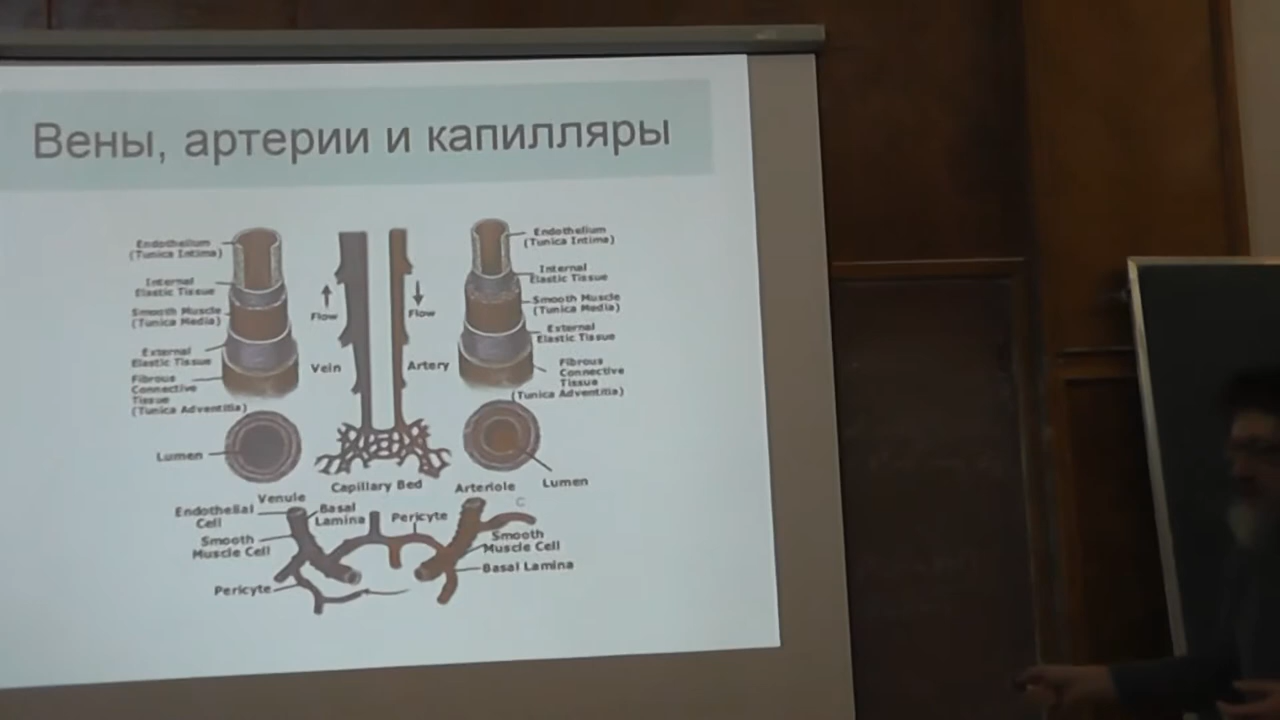 Вены, артерии и капилляры
Endothelium
(Tunica Intima)
Internal
Elastic Tissue
Smooth Muscle
(Tunica Media)
External
Elastic Tissue
Fibrous
Connective
Tissue
(Tunica Adventitia)
Lumen
Flow
Flow
Vein
Artery
Capillary Bed
Endothelium
(Tunica Intima)
Internal
Elastic Tissue
Smooth Muscle
(Tunica Media)
External
Elastic Tissue
Fibrous
Connective
Tissue
(Tunica Adventitia)
Lumen
Venule
Arteriole
Endothelial
Cell
Basal
Lamina
Pericyte
Smooth
Muscle Cell
Smooth
Muscle Cell
Basal Lamina
Pericyte